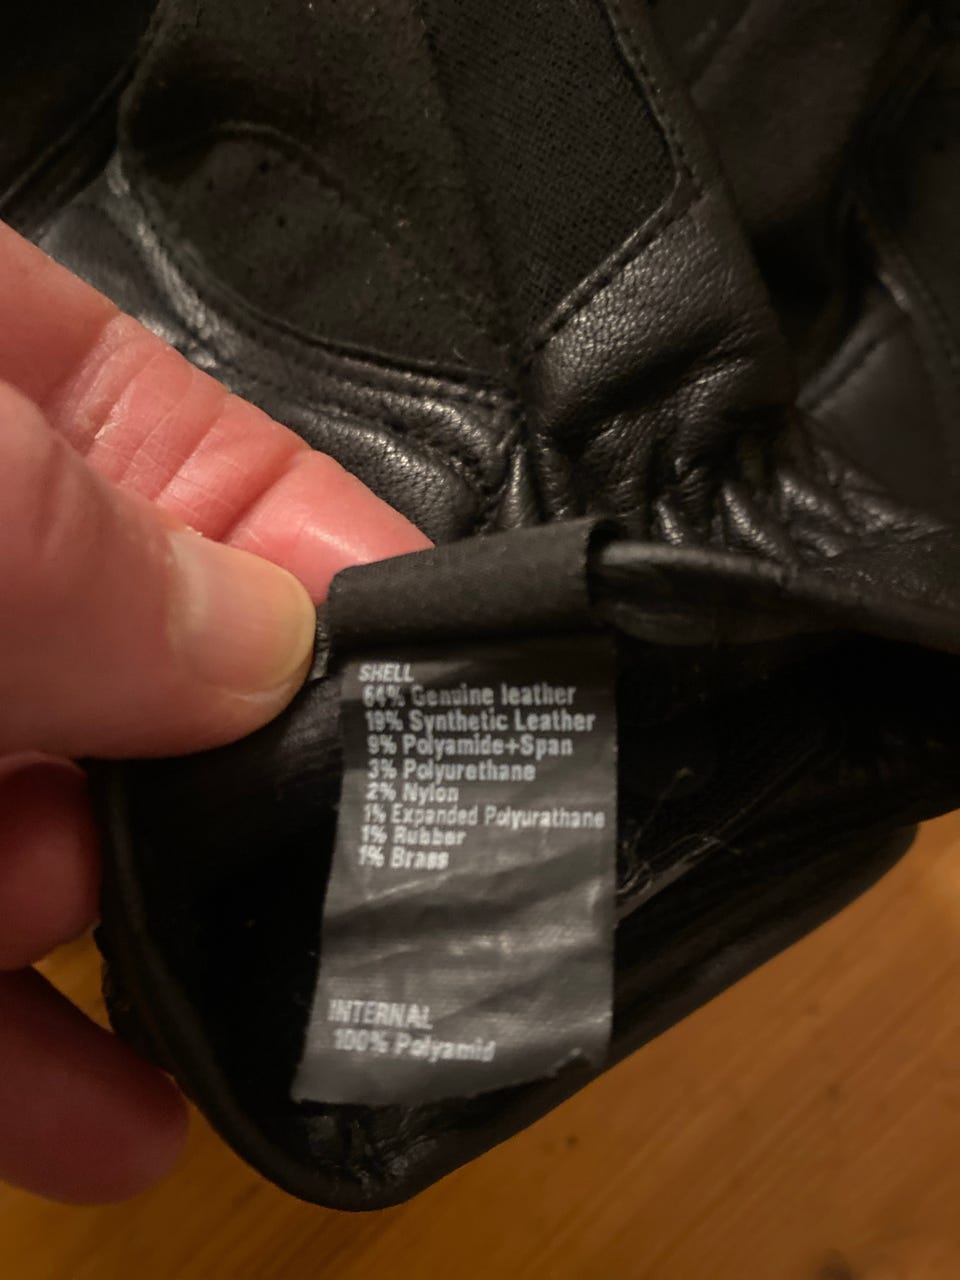 SHELL
64% Genuine leather
19% Synthetic Leather
9% Polyamide+Span
3% Polyurethane
2% Nylon
1% Expanded Polyurathane
1% Rubber
1% Brass
INTERNAL
100% Polyamid